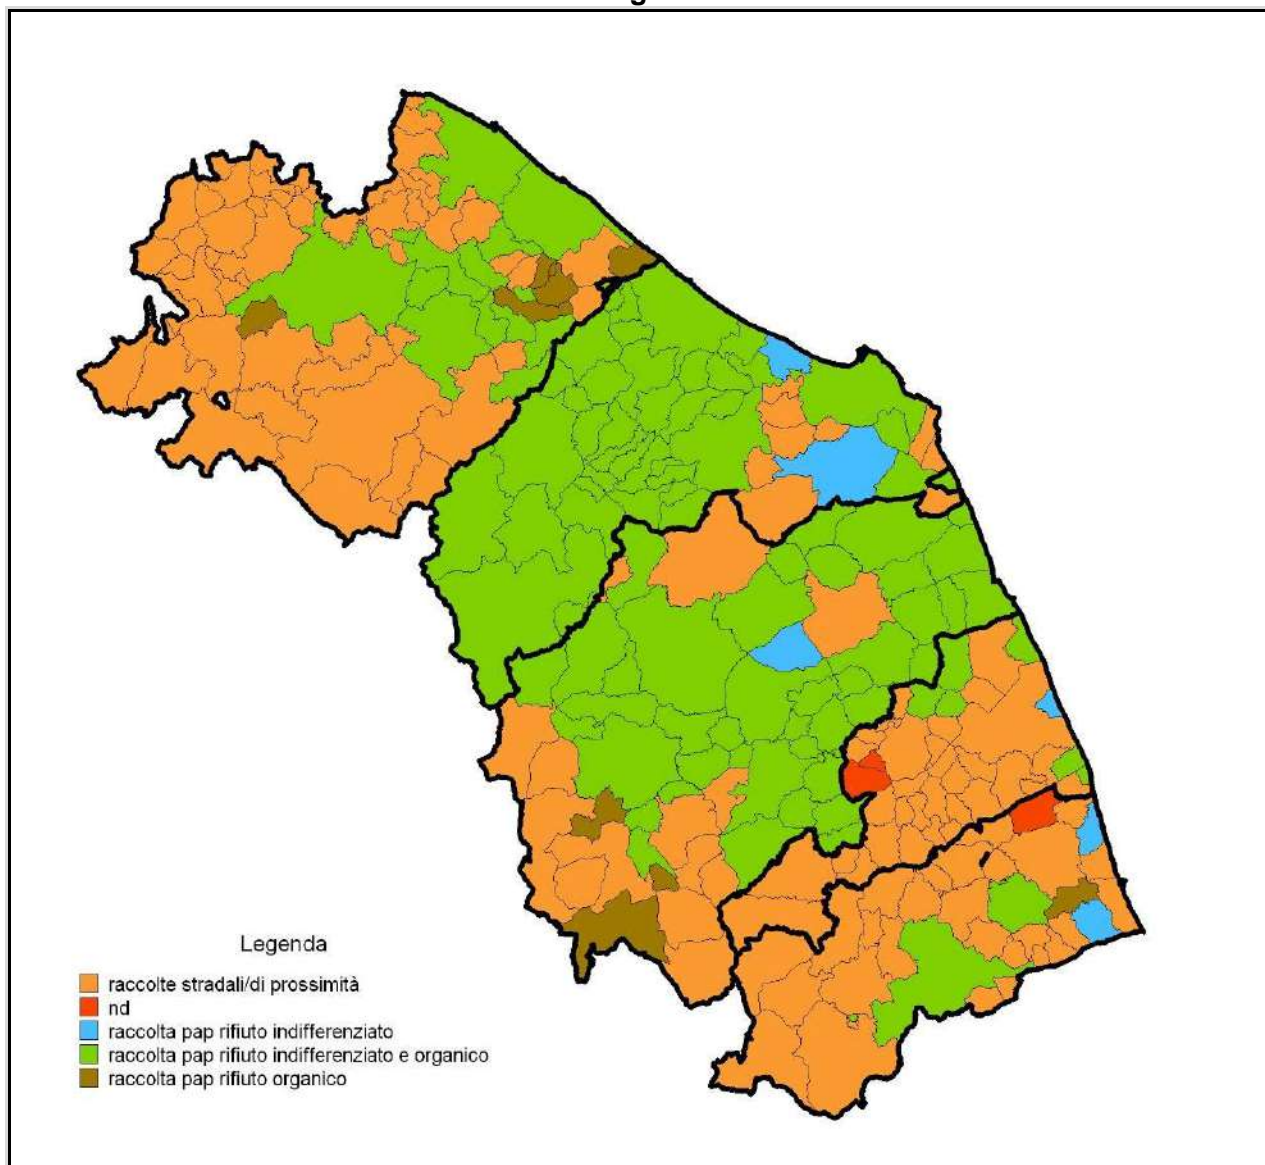 Legenda
raccolte stradali/di prossimità
nd
raccolta pap rifiuto indifferenziato
raccolta pap rifiuto indifferenziato e organico
raccolta pap rifiuto organico